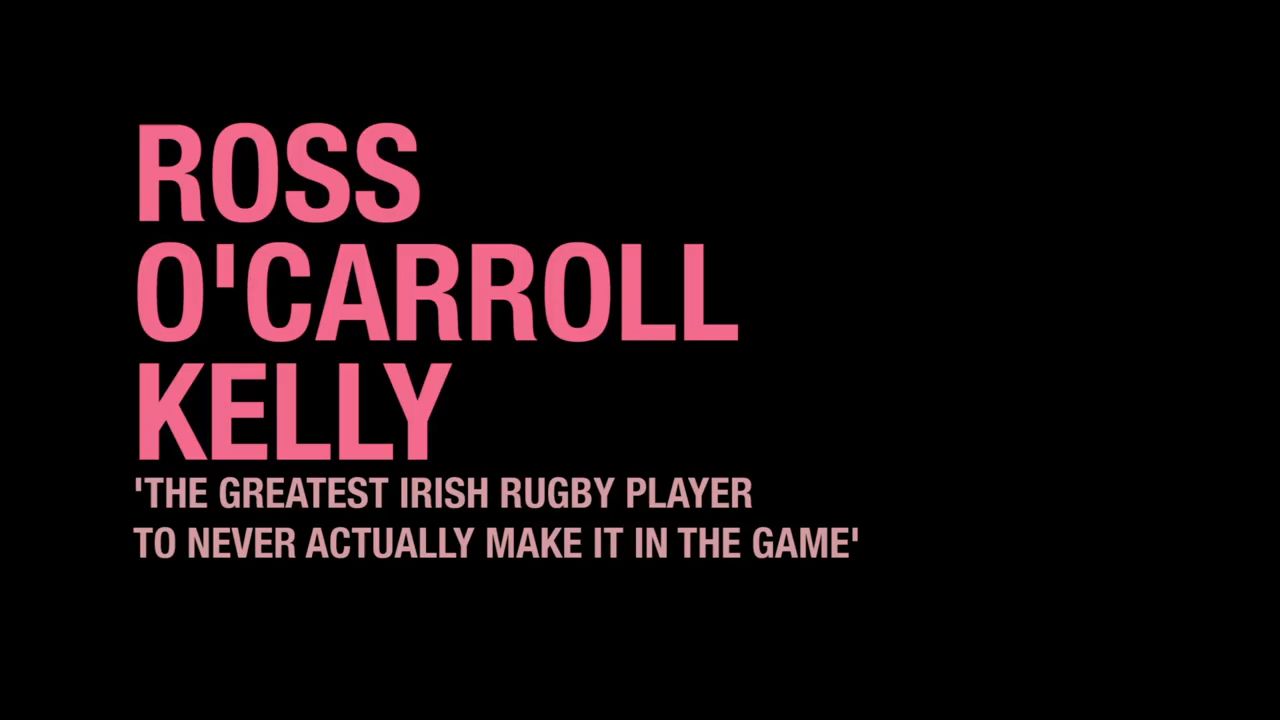 ROSS
O'CARROLL
KELLY
'THE GREATEST IRISH RUGBY PLAYER
TO NEVER ACTUALLY MAKE IT IN THE GAME'